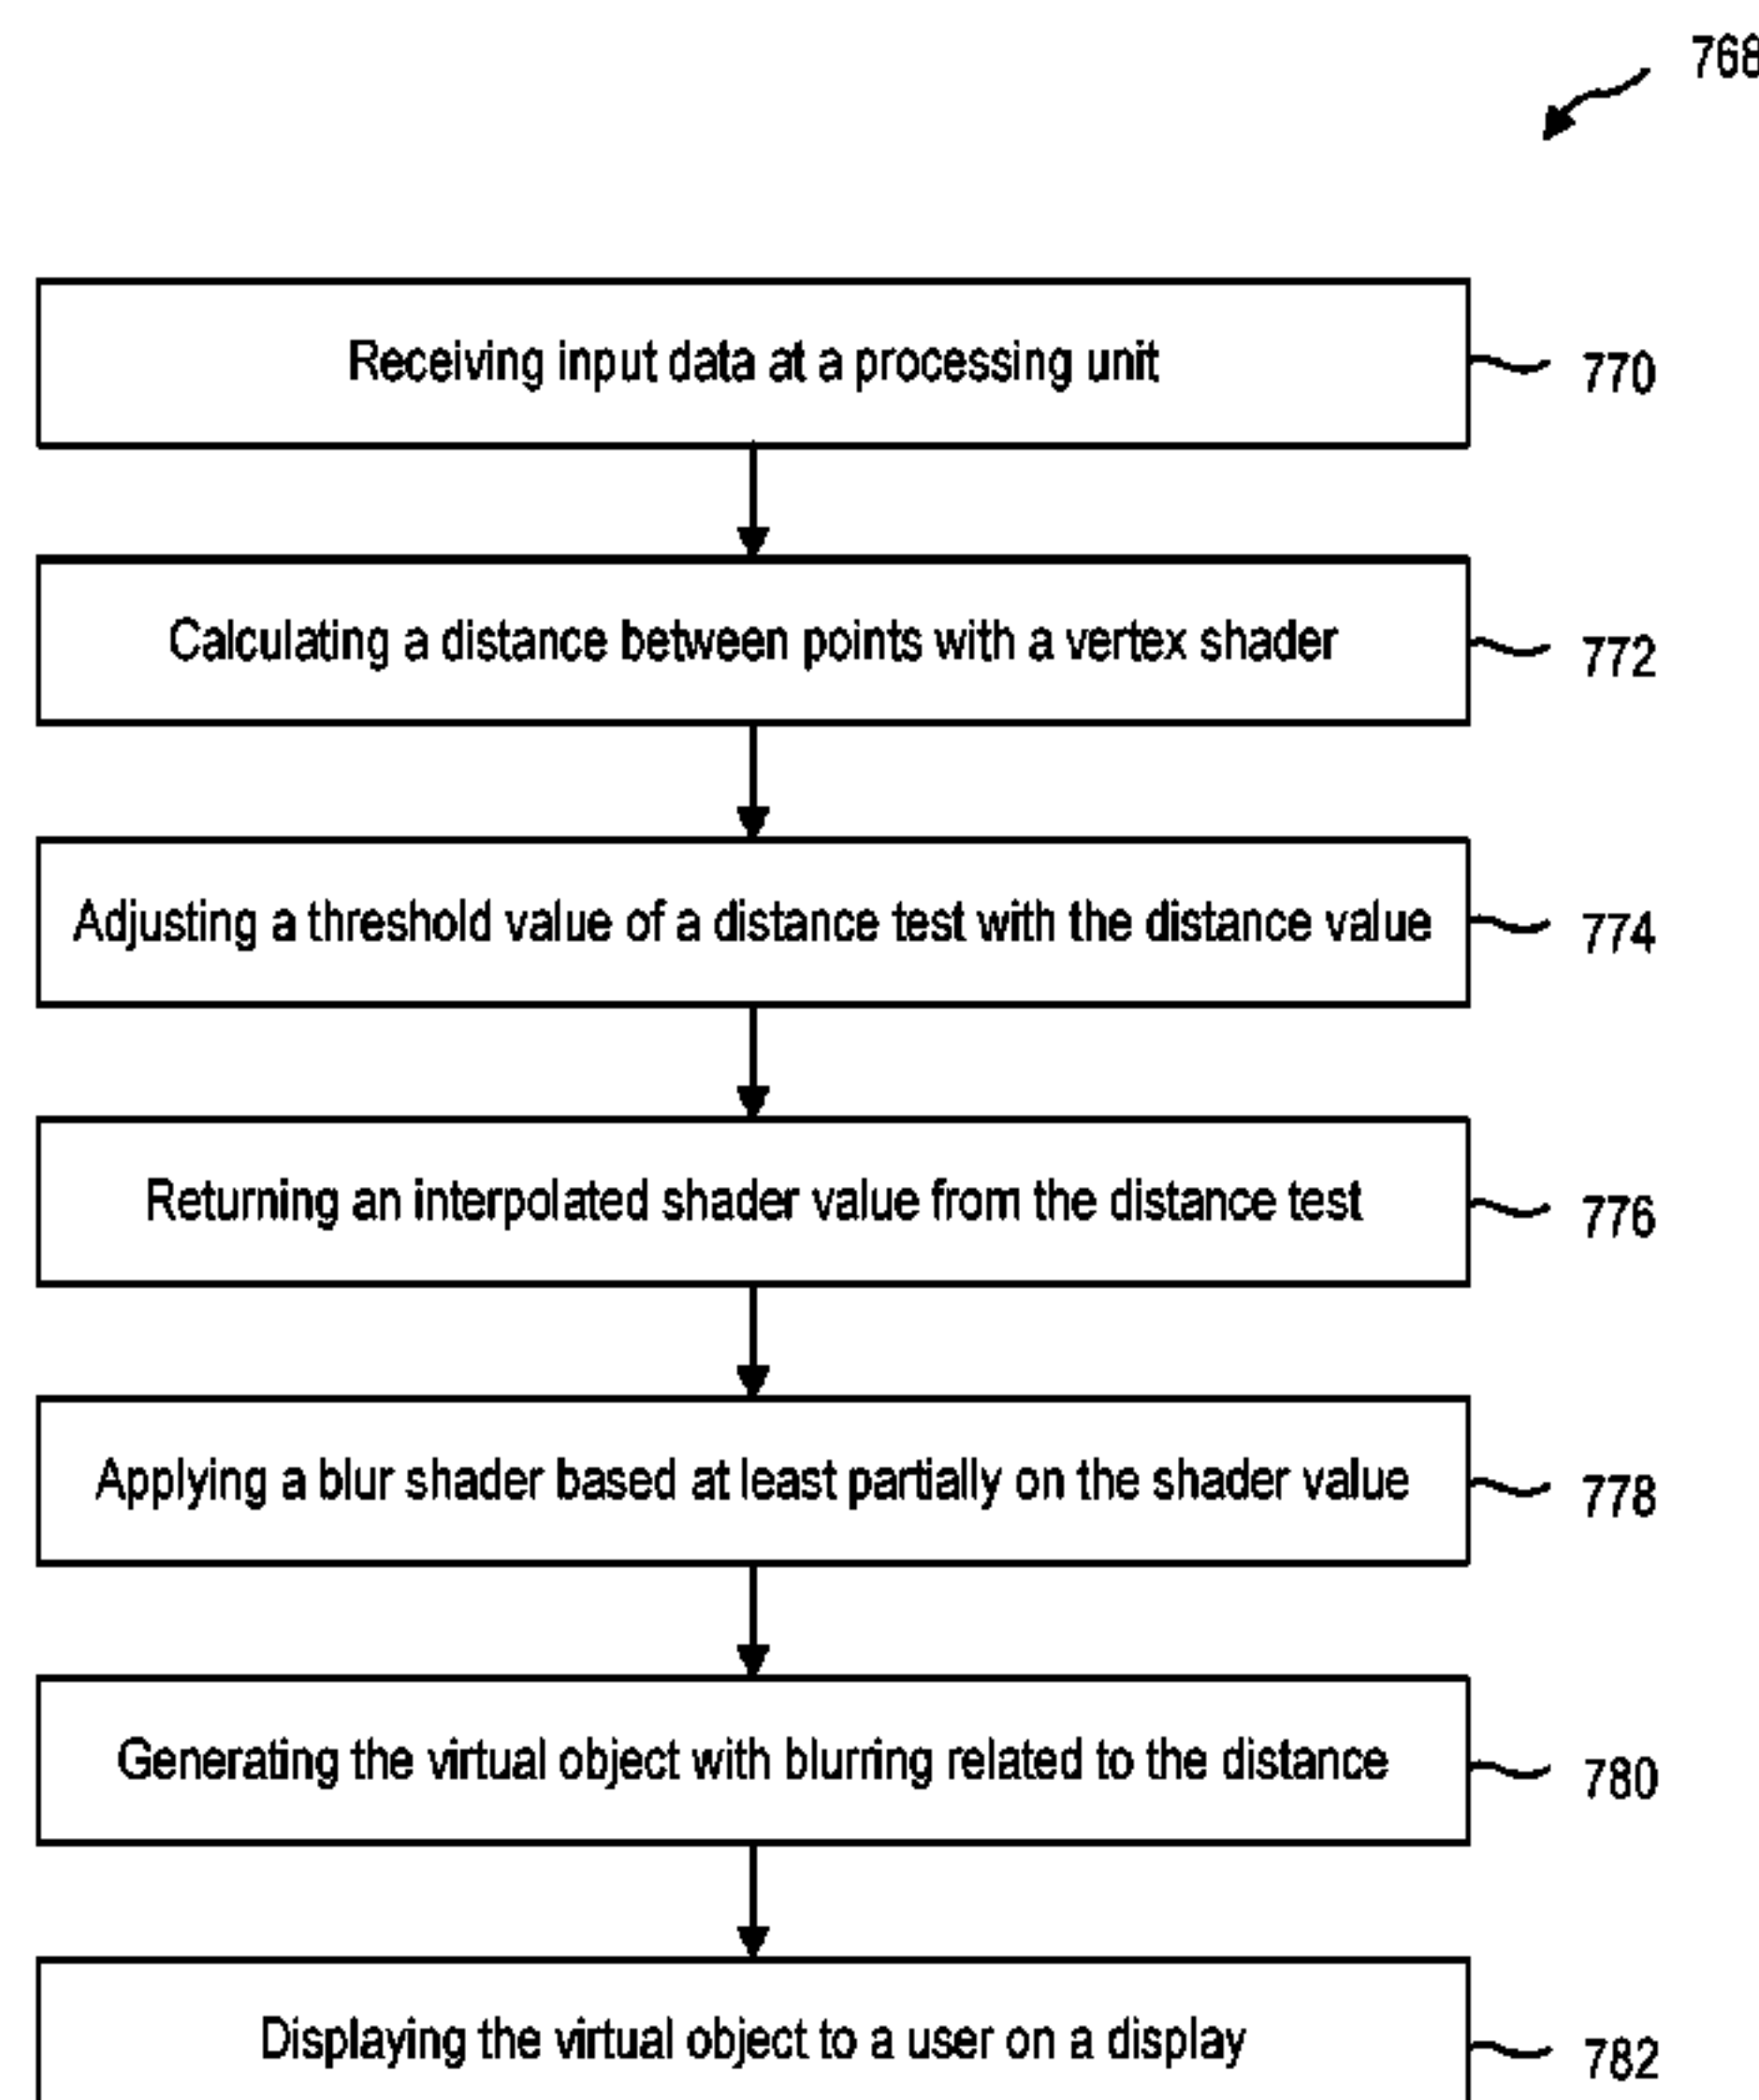 768
Receiving input data at a processing unit
770
Calculating a distance between points with a vertex shader
772
Adjusting a threshold value of a distance test with the distance value
774
Returning an interpolated shader value from the distance test
776
Applying a blur shader based at least partially on the shader value
778
Generating the virtual object with blurring related to the distance
780
Displaying the virtual object to a user on a display
782